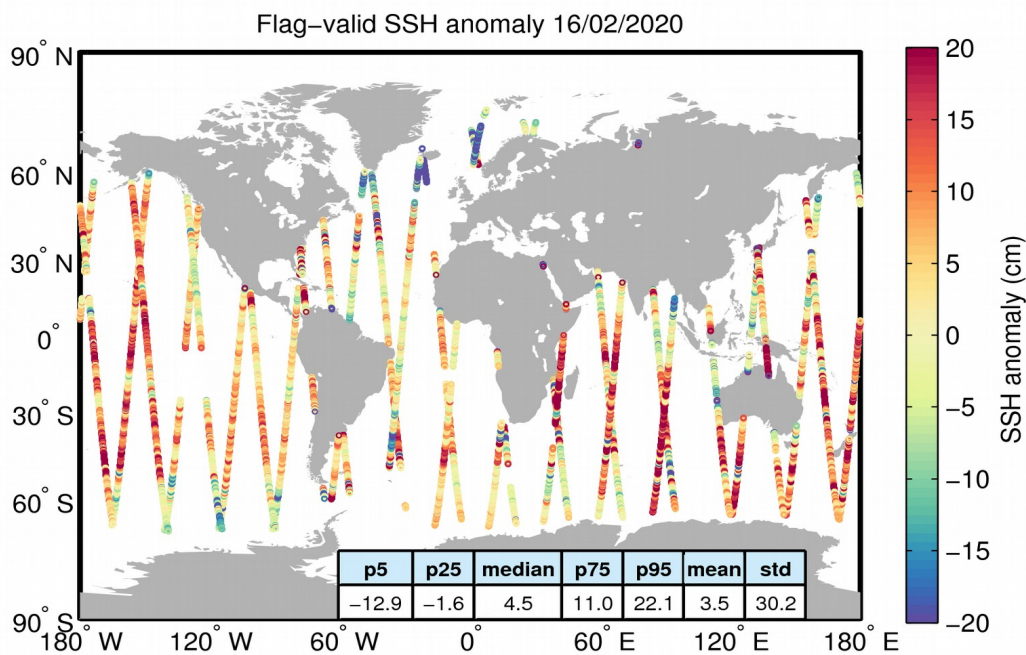 Flag−valid SSH anomaly 16/02/2020
90° N
60° N
30° N
0°
30° S
60° S
90° S
180° W
120° W
60° W
0°
60° E
120° E
180° E
p5 p25 median p75 p95 mean std
−12.9 −1.6 4.5 11.0 22.1 3.5 30.2
20
15
10
5
0
−5
−10
−15
−20
SSH anomaly (cm)